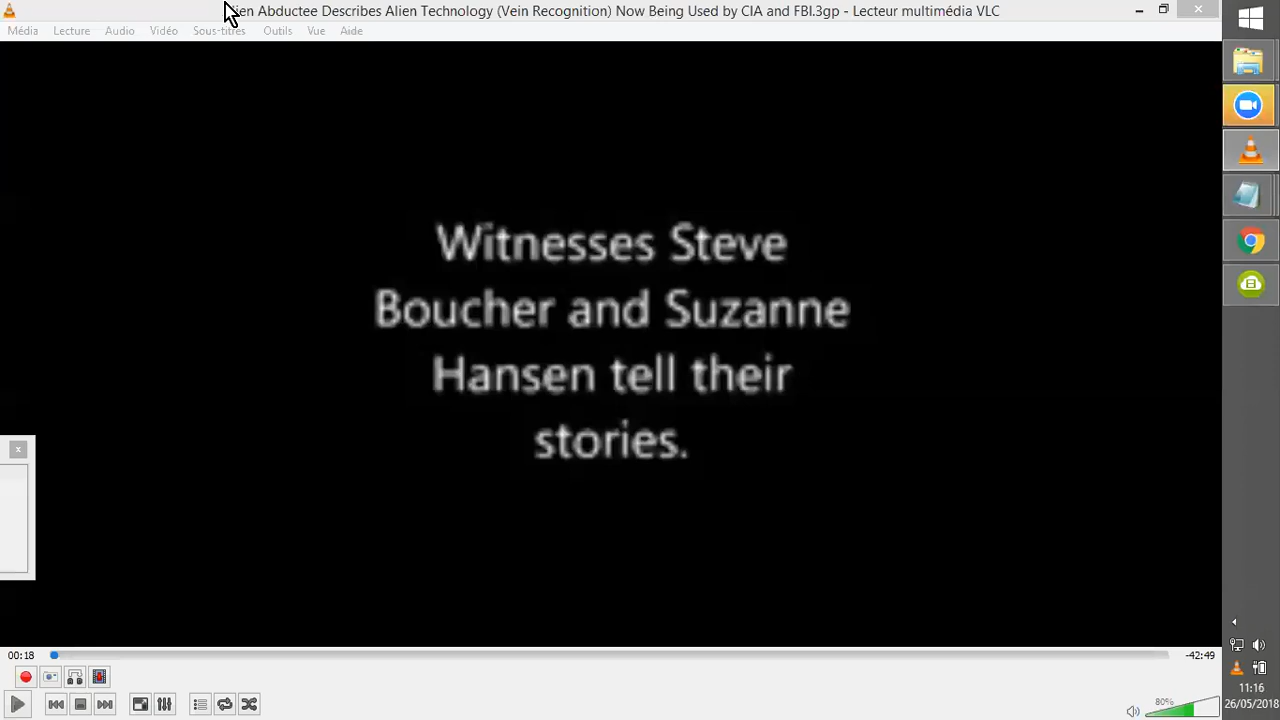 Abductee Describes Alien Technology (Vein Recognition) Now Being Used by CIA and FBI.3gp - Lecteur multimédia VLC
Média Lecture Audio Vidéo Sous-titres Outils Vue Aide
Witnesses Steve
Boucher and Suzanne
Hansen tell their
stories.
00:18
-42:49
80%
11:16
26/05/2018